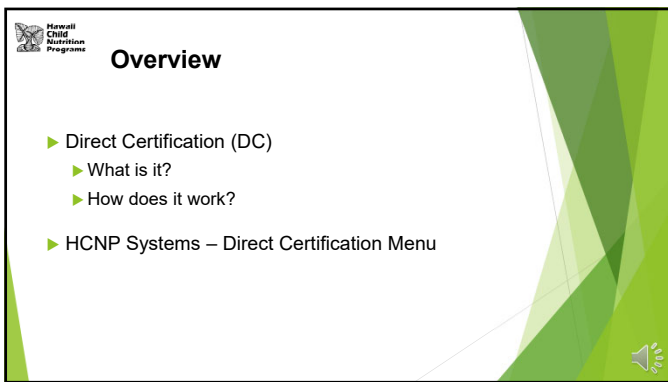 Hawaii
Child
Nutrition
Programs
Overview
Direct Certification (DC)
What is it?
How does it work?
HCNP Systems – Direct Certification Menu